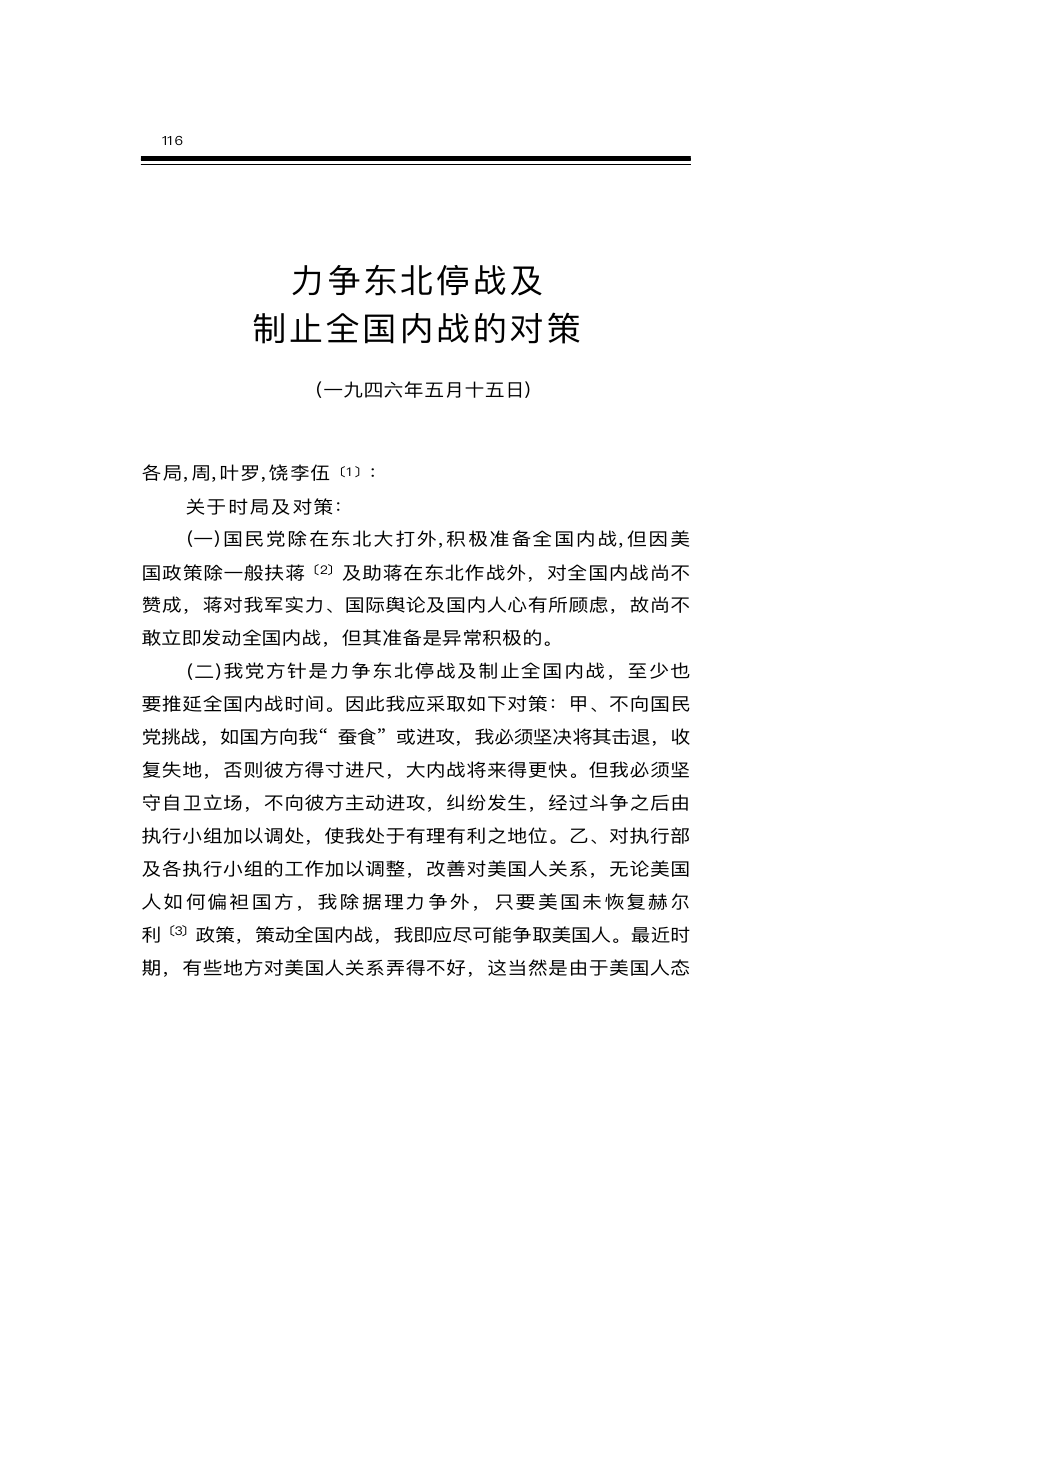 116
力争东北停战及
制止全国内战的对策
(一九四六年五月十五日)
各局,周,叶罗,饶李伍〔1〕:
关于时局及对策:
(一)国民党除在东北大打外,积极准备全国内战,但因美
国政策除一般扶蒋〔2〕及助蒋在东北作战外，对全国内战尚不
赞成，蒋对我军实力、国际舆论及国内人心有所顾虑，故尚不
敢立即发动全国内战，但其准备是异常积极的。
(二)我党方针是力争东北停战及制止全国内战，至少也
要推延全国内战时间。因此我应采取如下对策：甲、不向国民
党挑战，如国方向我“蚕食”或进攻，我必须坚决将其击退，收
复失地，否则彼方得寸进尺，大内战将来得更快。但我必须坚
守自卫立场，不向彼方主动进攻，纠纷发生，经过斗争之后由
执行小组加以调处，使我处于有理有利之地位。乙、对执行部
及各执行小组的工作加以调整，改善对美国人关系，无论美国
人如何偏袒国方，我除据理力争外，只要美国未恢复赫尔
利〔3〕政策，策动全国内战，我即应尽可能争取美国人。最近时
期，有些地方对美国人关系弄得不好，这当然是由于美国人态